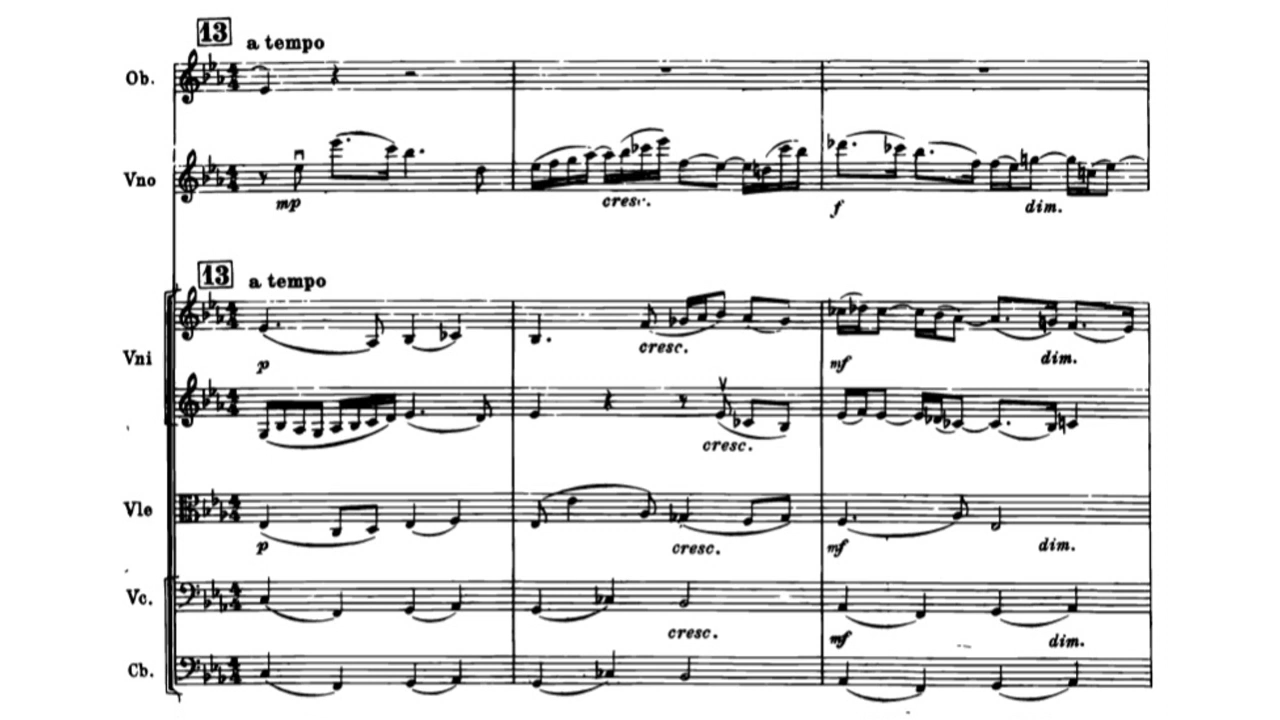 13 a tempo
Ob.
Vno
mp cresc. f dim.
13 a tempo
Vni
cresc.
p mf dim.
cresc.
Vle
p cresc. mf dim.
Vc.
cresc. mf dim.
Cb.